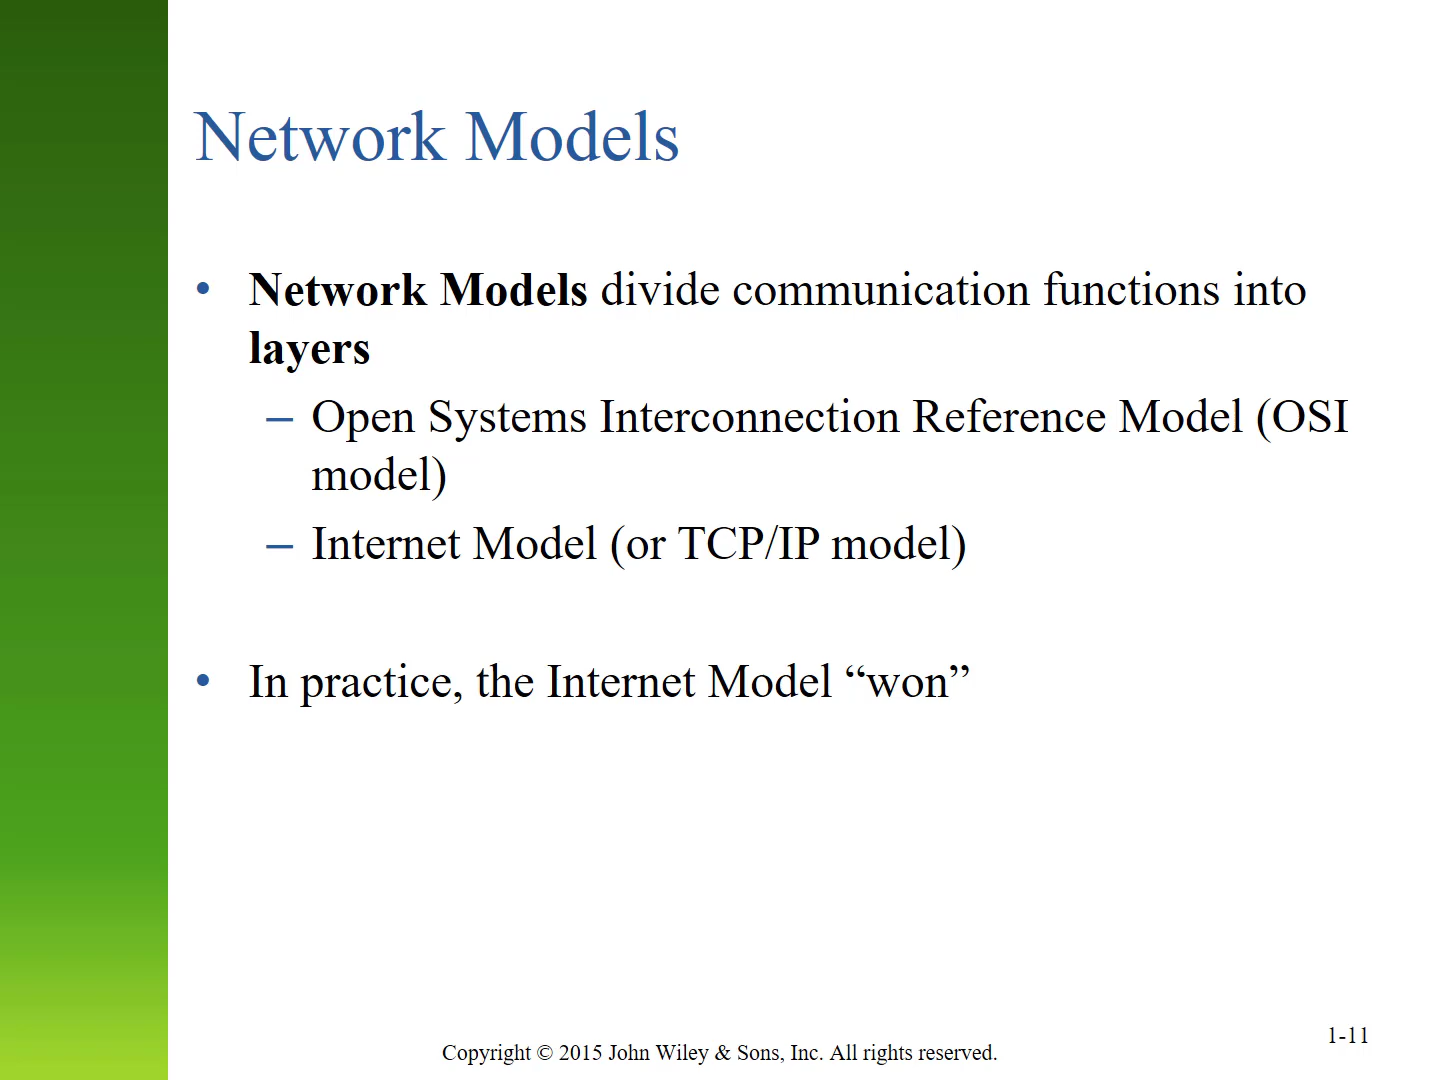 Network Models
• Network Models divide communication functions into
layers
– Open Systems Interconnection Reference Model (OSI
model)
– Internet Model (or TCP/IP model)
• In practice, the Internet Model “won”
1-11
Copyright © 2015 John Wiley & Sons, Inc. All rights reserved.